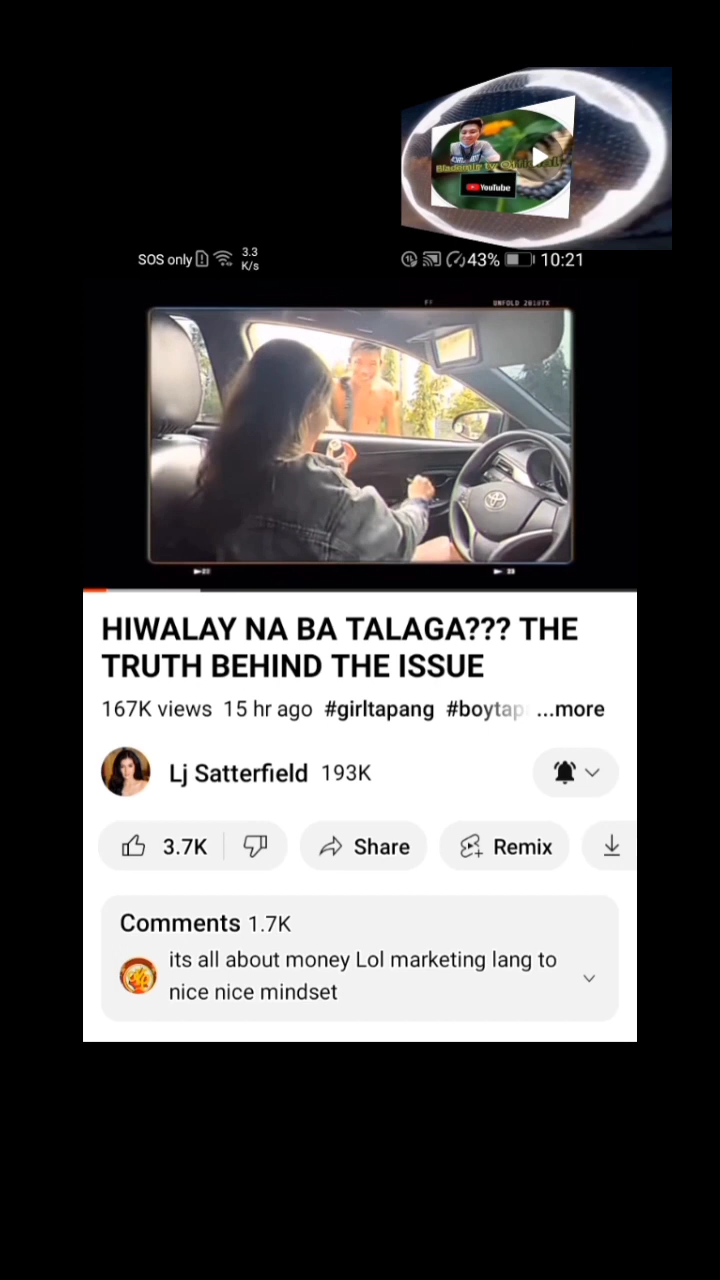 YouTube
SOS only 3.3 K/s 43% 10:21
UNFOLD 2810TX
HIWALAY NA BA TALAGA??? THE
TRUTH BEHIND THE ISSUE
167K views 15 hr ago #girltapang #boytap ...more
Lj Satterfield 193K
3.7K Share Remix
Comments 1.7K
its all about money Lol marketing lang to
nice nice mindset